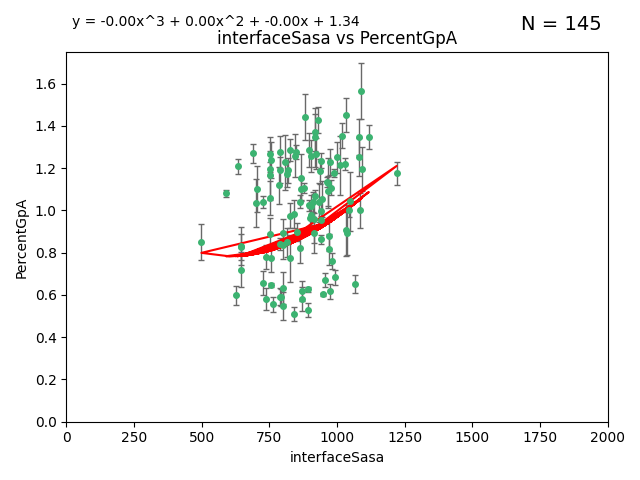 y = -0.00x^3 + 0.00x^2 + -0.00x + 1.34
N = 145
interfaceSasa vs PercentGpA
1.6
1.4
1.2
1.0
0.8
0.6
0.4
0.2
0.0
PercentGpA
0 250 500 750 1000 1250 1500 1750 2000
interfaceSasa